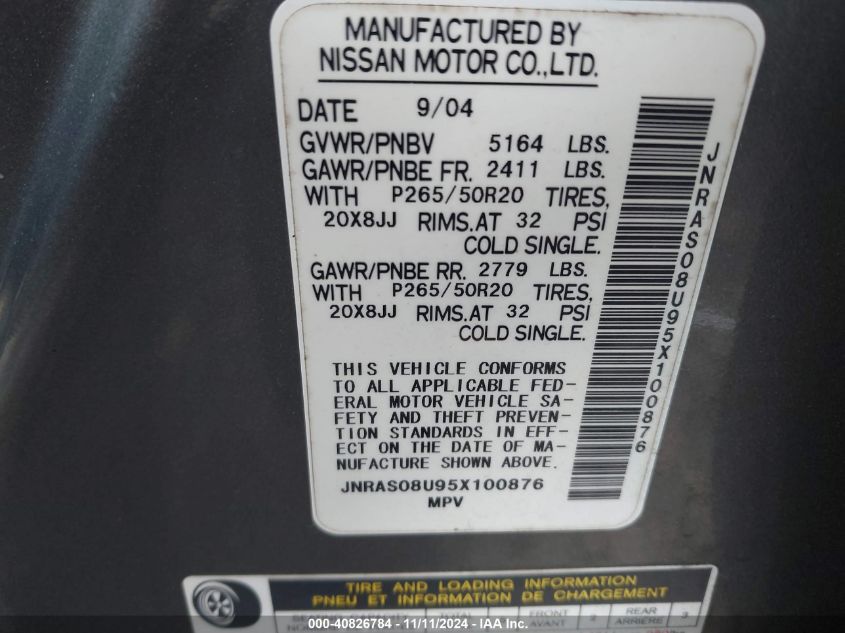 MANUFACTURED BY
NISSAN MOTOR CO.,LTD.
DATE 9/04
GVWR/PNBV 5164 LBS.
GAWR/PNBE FR. 2411 LBS.
WITH P265/50R20 TIRES,
20X8JJ RIMS.AT 32 PSI
COLD SINGLE.
GAWR/PNBE RR. 2779 LBS.
WITH P265/50R20 TIRES,
20X8JJ RIMS.AT 32 PSI
COLD SINGLE.
THIS VEHICLE CONFORMS
TO ALL APPLICABLE FED-
ERAL MOTOR VEHICLE SA-
FETY AND THEFT PREVEN-
TION STANDARDS IN EFF-
ECT ON THE DATE OF MA-
NUFACTURE SHOWN ABOVE.
JNRAS08U95X100876
MPV
JNRAS08U95X100876
TIRE AND LOADING INFORMATION
PNEU ET INFORMATION DE CHARGEMENT
TOTAL FRONT 2 REAR 3
AVANT ARRIÈRE
000-40826784 - 11/11/2024 - IAA Inc.